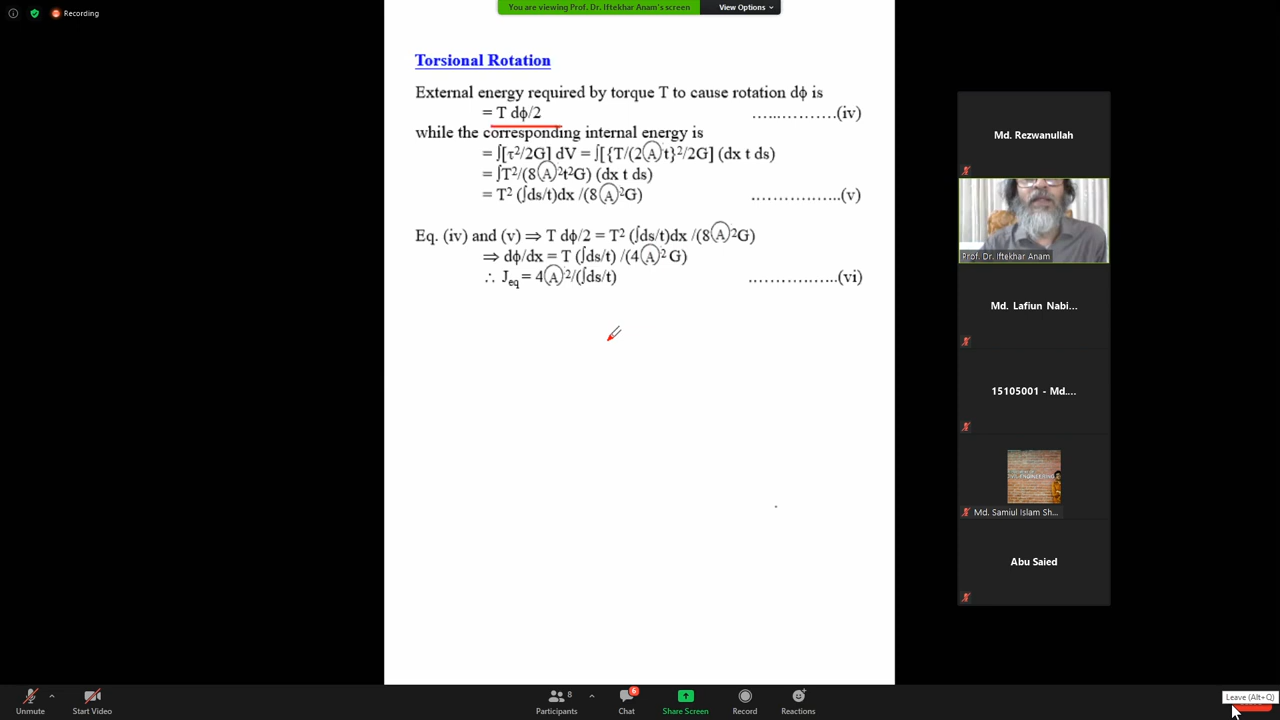 Recording
You are viewing Prof. Dr. Iftekhar Anam's screen
View Options
Torsional Rotation
External energy required by torque T to cause rotation dϕ is
= T dϕ/2 …..……….(iv)
while the corresponding internal energy is
= ∫[τ²/2G] dV = ∫[{T/(2Ⓐ t}²/2G] (dx t ds)
= ∫T²/(8Ⓐ²t²G) (dx t ds)
= T² (∫ds/t)dx /(8Ⓐ²G) ………….…..(v)
Eq. (iv) and (v) ⇒ T dϕ/2 = T² (∫ds/t)dx /(8Ⓐ²G)
⇒ dϕ/dx = T (∫ds/t) /(4Ⓐ² G)
∴ Jeq = 4Ⓐ²/(∫ds/t) ………….…..(vi)
Md. Rezwanullah
Prof. Dr. Iftekhar Anam
Md. Lafiun Nabi...
15105001 - Md....
Md. Samiul Islam Sh...
Abu Saied
Unmute
Start Video
8
Participants
6
Chat
Share Screen
Record
Reactions
Leave (Alt+Q)